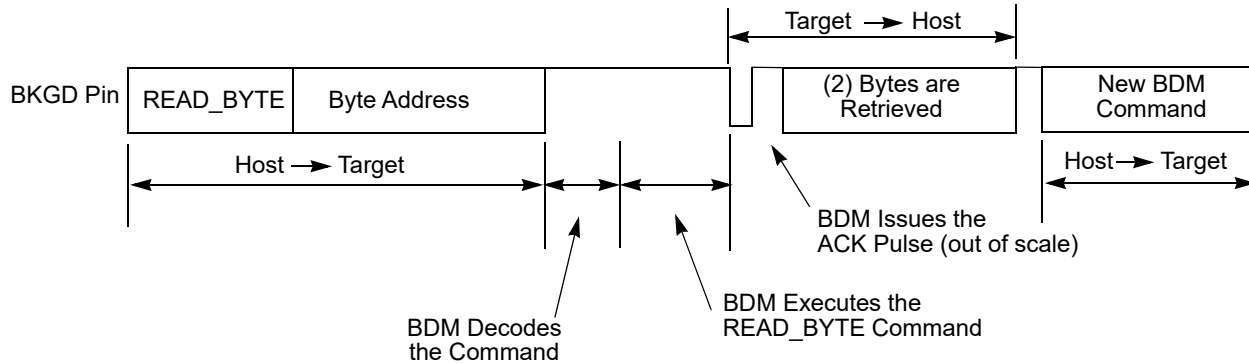 Target → Host
BKGD Pin
READ_BYTE
Byte Address
(2) Bytes are
Retrieved
New BDM
Command
Host → Target
Host → Target
BDM Issues the
ACK Pulse (out of scale)
BDM Executes the
READ_BYTE Command
BDM Decodes
the Command